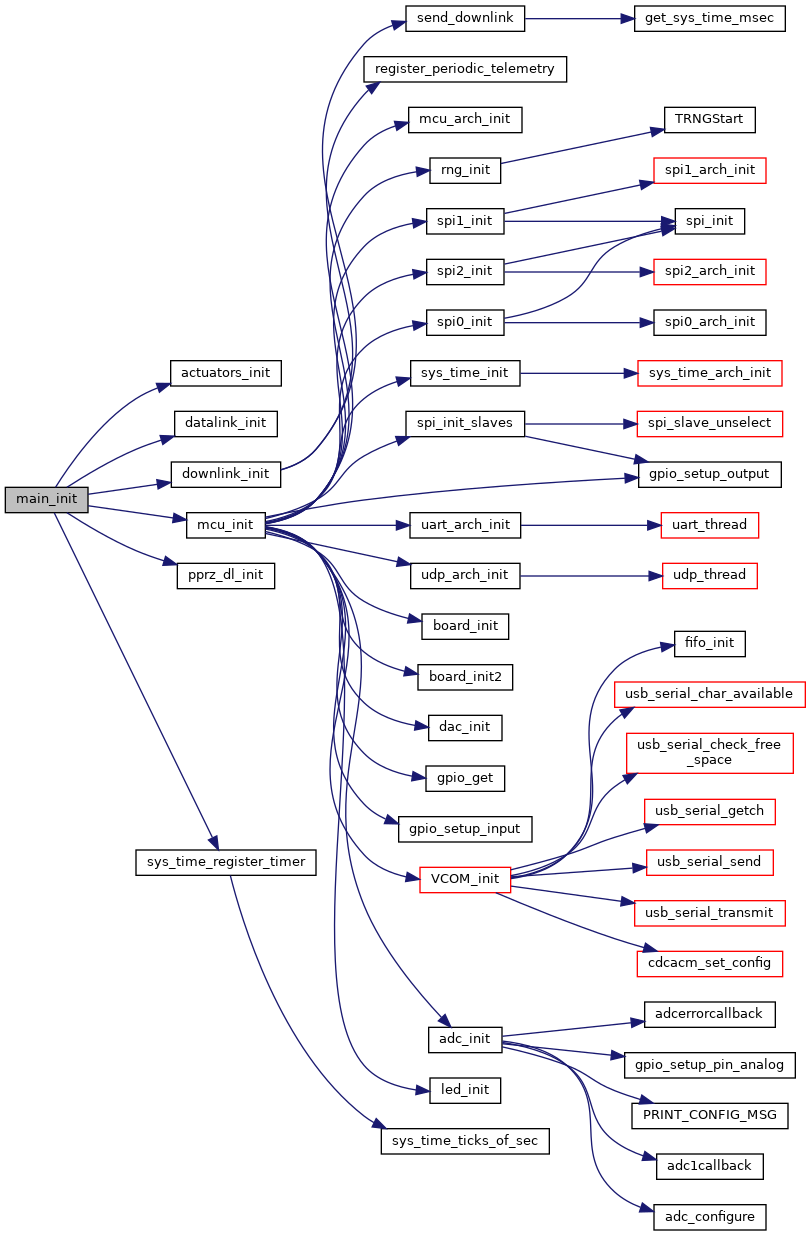 main_init
actuators_init
datalink_init
downlink_init
mcu_init
pprz_dl_init
sys_time_register_timer
send_downlink
register_periodic_telemetry
mcu_arch_init
rng_init
spi1_init
spi2_init
spi0_init
sys_time_init
spi_init_slaves
uart_arch_init
udp_arch_init
board_init
board_init2
dac_init
gpio_get
gpio_setup_input
VCOM_init
adc_init
led_init
sys_time_ticks_of_sec
get_sys_time_msec
TRNGStart
spi1_arch_init
spi_init
spi2_arch_init
spi0_arch_init
sys_time_arch_init
spi_slave_unselect
gpio_setup_output
uart_thread
udp_thread
fifo_init
usb_serial_char_available
usb_serial_check_free
_space
usb_serial_getch
usb_serial_send
usb_serial_transmit
cdcacm_set_config
adcerrorcallback
gpio_setup_pin_analog
PRINT_CONFIG_MSG
adc1callback
adc_configure